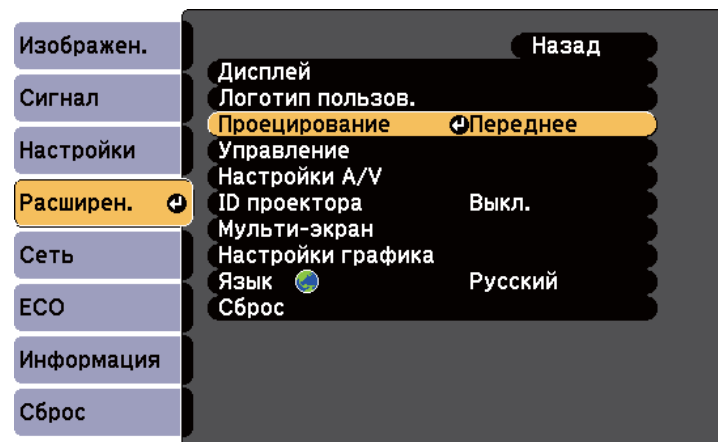 Изображен.
Сигнал
Настройки
Расширен.
Сеть
ECO
Информация
Сброс
Назад
Дисплей
Логотип пользов.
Проецирование Переднее
Управление
Настройки A/V
ID проектора Выкл.
Мульти-экран
Настройки графика
Язык Русский
Сброс